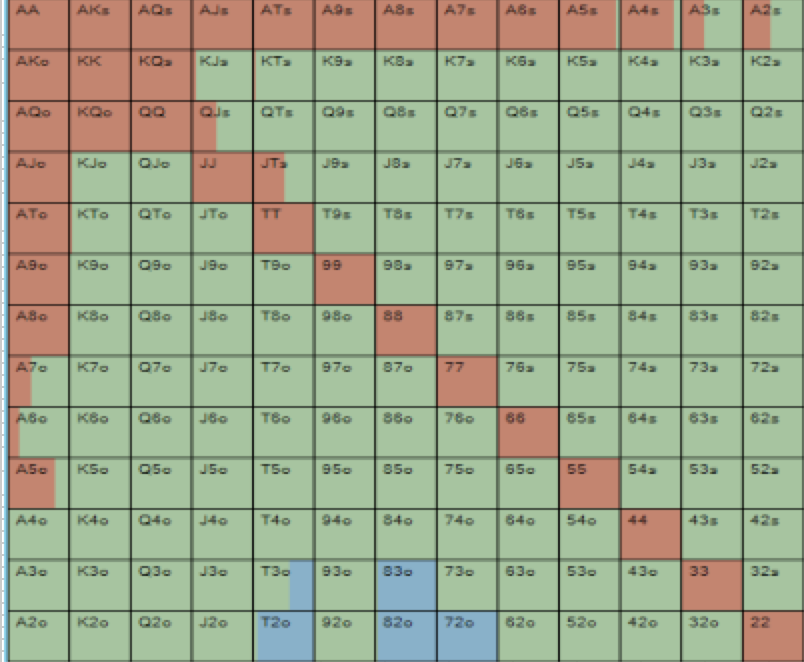 AA AKs AQs AJs ATs A9s A8s A7s A6s A5s A4s A3s A2s
AKo KK KQs KJs KTs K9s K8s K7s K6s K5s K4s K3s K2s
AQo KQo QQ QJs QTs Q9s Q8s Q7s Q6s Q5s Q4s Q3s Q2s
AJo KJo QJo JJ JTs J9s J8s J7s J6s J5s J4s J3s J2s
ATo KTo QTo JTo TT T9s T8s T7s T6s T5s T4s T3s T2s
A9o K9o Q9o J9o T9o 99 98s 97s 96s 95s 94s 93s 92s
A8o K8o Q8o J8o T8o 98o 88 87s 86s 85s 84s 83s 82s
A7o K7o Q7o J7o T7o 97o 87o 77 76s 75s 74s 73s 72s
A6o K6o Q6o J6o T6o 96o 86o 76o 66 65s 64s 63s 62s
A5o K5o Q5o J5o T5o 95o 85o 75o 65o 55 54s 53s 52s
A4o K4o Q4o J4o T4o 94o 84o 74o 64o 54o 44 43s 42s
A3o K3o Q3o J3o T3o 93o 83o 73o 63o 53o 43o 33 32s
A2o K2o Q2o J2o T2o 92o 82o 72o 62o 52o 42o 32o 22